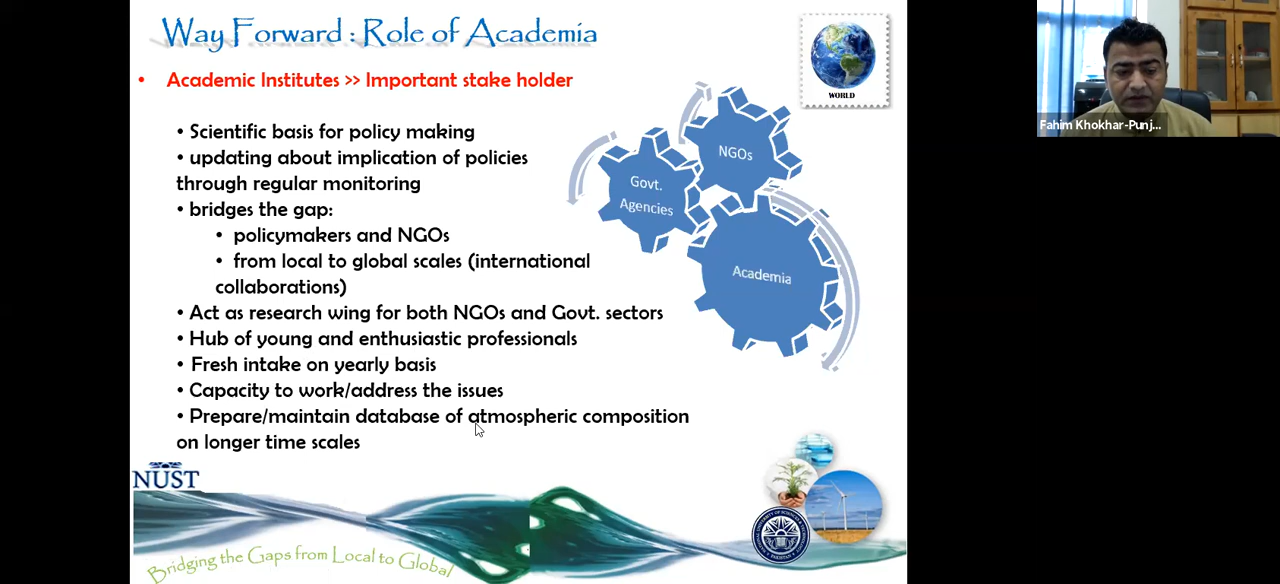 Way Forward : Role of Academia
• Academic Institutes >> Important stake holder
• Scientific basis for policy making
• updating about implication of policies
through regular monitoring
• bridges the gap:
• policymakers and NGOs
• from local to global scales (international
collaborations)
• Act as research wing for both NGOs and Govt. sectors
• Hub of young and enthusiastic professionals
• Fresh intake on yearly basis
• Capacity to work/address the issues
• Prepare/maintain database of atmospheric composition
on longer time scales
WORLD
NGOs
Govt.
Agencies
Academia
NUST
Bridging the Gaps from Local to Global
Fahim Khokhar-Punj...